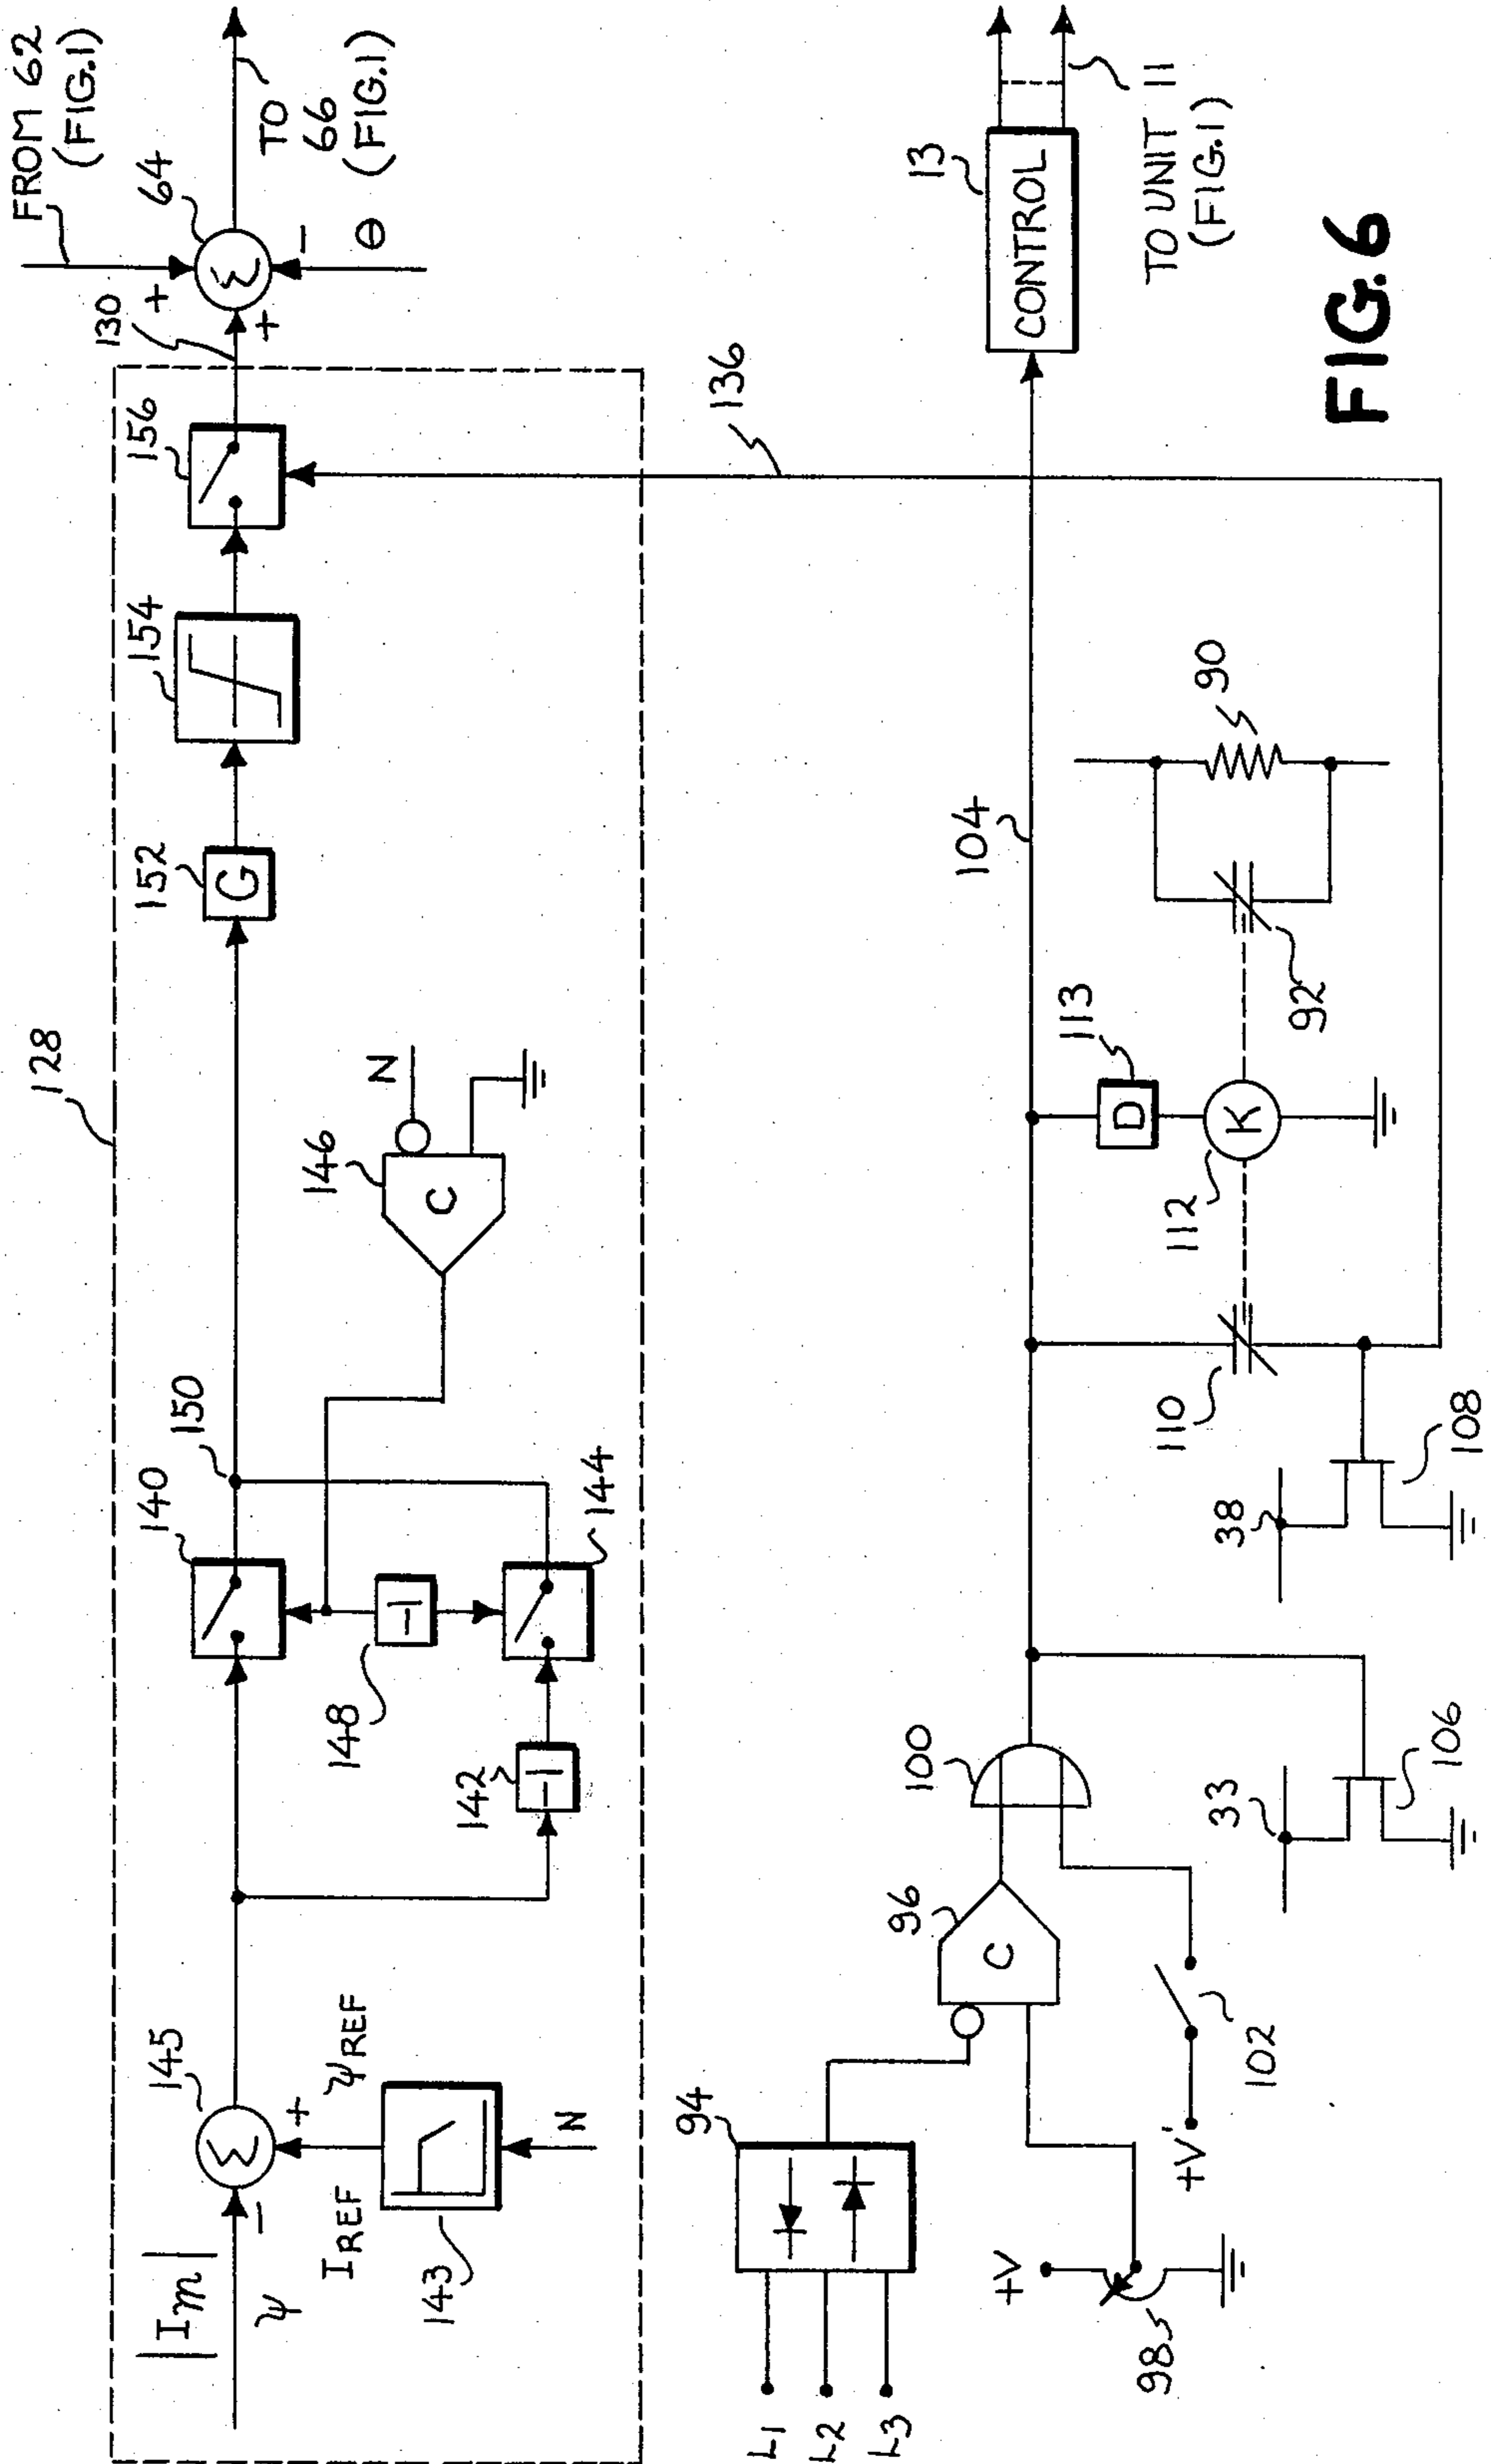 128
|Im|
ψ
145
Σ
−
+
IREF
ψREF
143
N
140
150
142
-1
148
-1
144
146
C
N
152
G
154
156
130
+
+
−
Σ
64
θ
FROM 62
(FIG.1)
TO
66
(FIG.1)
136
L1
L2
L3
94
+V
98
96
C
+V'
102
100
33
106
38
108
110
112
K
113
D
92
90
104
13
CONTROL
TO UNIT 11
(FIG.1)
FIG.6